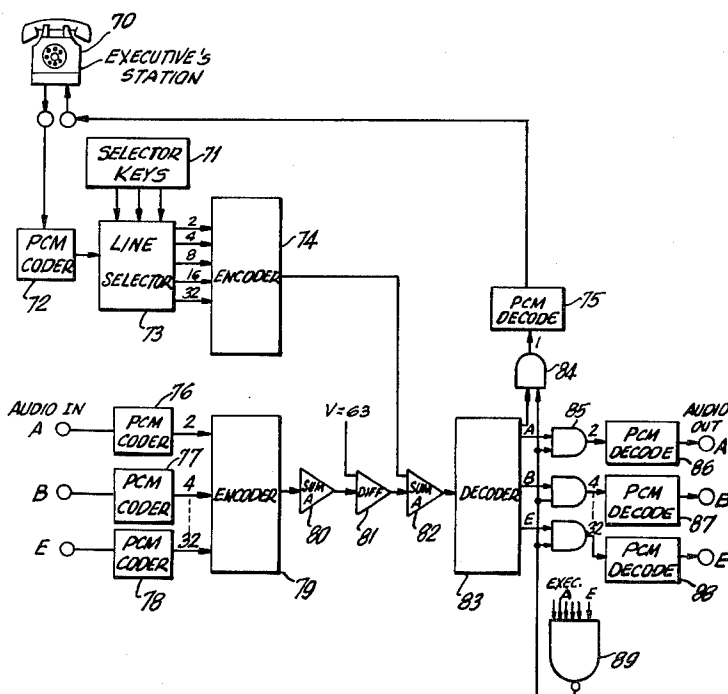 70
EXECUTIVE'S
STATION
SELECTOR
KEYS
71
PCM
CODER
72
LINE
SELECTOR
73
2
4
8
16
32
ENCODER
74
PCM
DECODE
75
1
84
AUDIO IN
A
76
PCM
CODER
2
B
77
PCM
CODER
4
E
PCM
CODER
78
32
ENCODER
79
SUM
A
80
V=63
DIFF
81
SUM
A
82
DECODER
83
A
B
E
85
2
4
32
PCM
DECODE
86
PCM
DECODE
87
PCM
DECODE
88
AUDIO
OUT
A
B
E
EXEC.
A
E
89